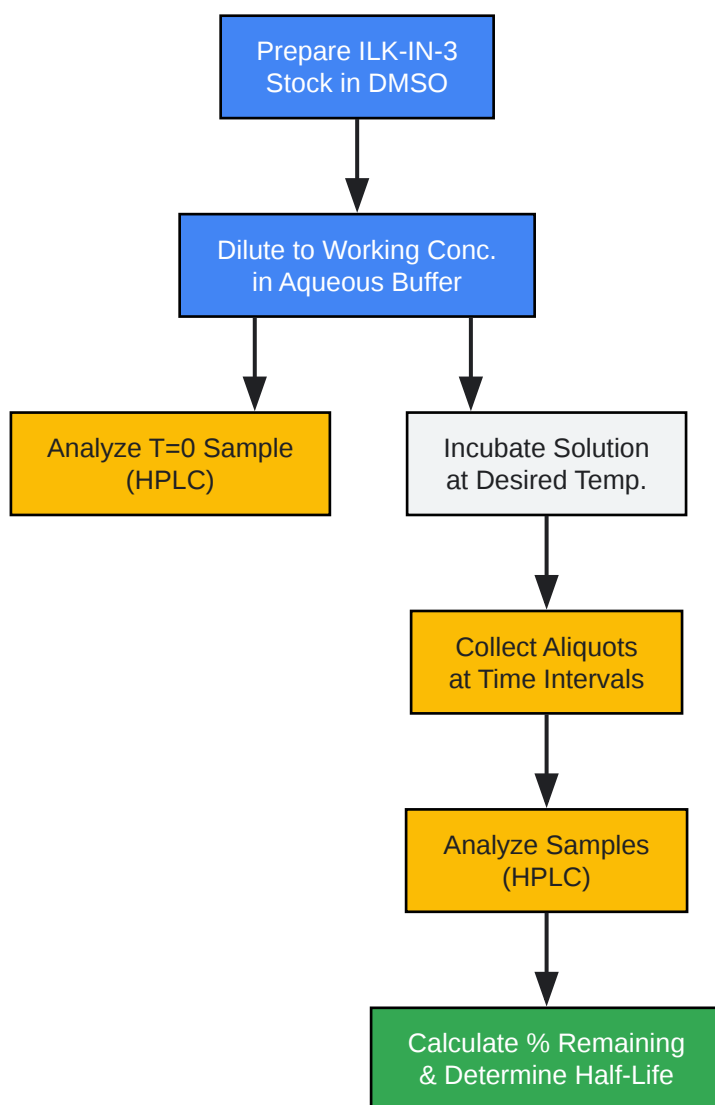 Prepare ILK-IN-3
Stock in DMSO
Dilute to Working Conc.
in Aqueous Buffer
Analyze T=0 Sample
(HPLC)
Incubate Solution
at Desired Temp.
Collect Aliquots
at Time Intervals
Analyze Samples
(HPLC)
Calculate % Remaining
& Determine Half-Life